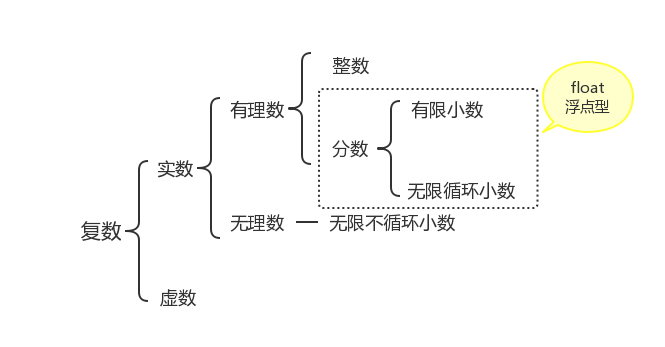 整数
float
浮点型
有理数
有限小数
分数
实数
无限循环小数
无理数
无限不循环小数
复数
虚数